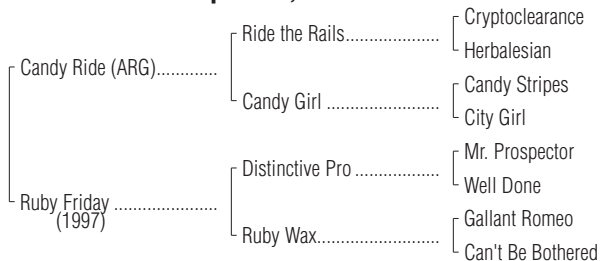 Cryptoclearance
Ride the Rails....................
Herbalesian
Candy Ride (ARG).............
Candy Stripes
Candy Girl ........................
City Girl
Mr. Prospector
Distinctive Pro ..................
Well Done
Ruby Friday ......................
(1997)
Gallant Romeo
Ruby Wax..........................
Can't Be Bothered